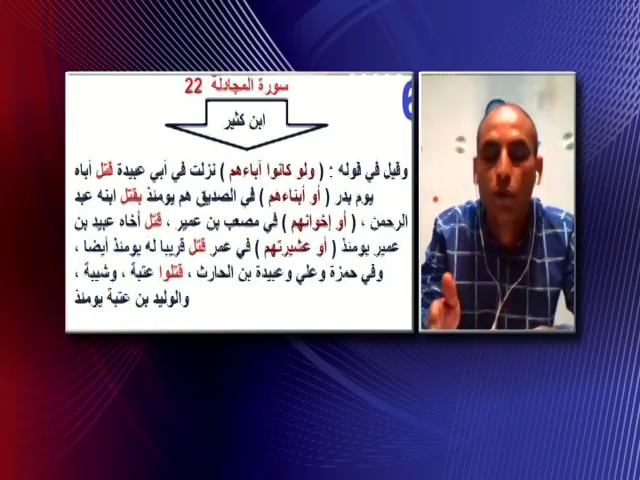 سورة المجادلة 22
6
ابن كثير
وقيل في قوله : ( ولو كانوا آباءهم ) نزلت في أبي عبيدة قتل أباه
يوم بدر ( أو أبناءهم ) في الصديق هم يومئذ بقتل ابنه عبد
الرحمن ، ( أو إخوانهم ) في مصعب بن عمير ، قتل أخاه عبيد بن
عمير يومئذ ( أو عشيرتهم ) في عمر قتل قريبا له يومئذ أيضا ،
وفي حمزة وعلي وعبيدة بن الحارث ، قتلوا عتبة ، وشيبة ،
والوليد بن عتبة يومئذ